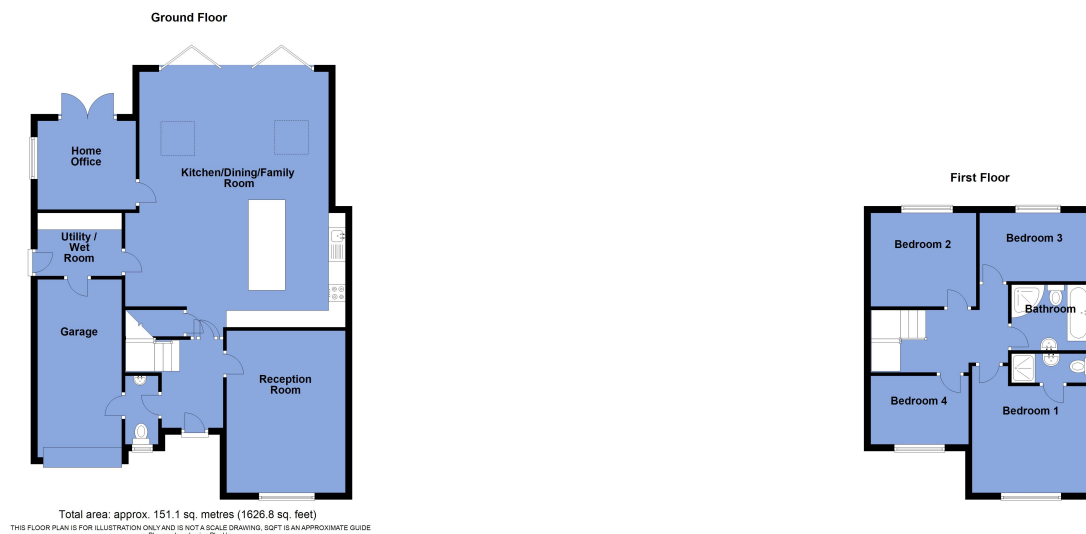 Ground Floor
Home
Office
Kitchen/Dining/Family
Room
Utility /
Wet
Room
Garage
Reception
Room
First Floor
Bedroom 2
Bedroom 3
Bathroom
Bedroom 4
Bedroom 1
Total area: approx. 151.1 sq. metres (1626.8 sq. feet)
THIS FLOOR PLAN IS FOR ILLUSTRATION ONLY AND IS NOT A SCALE DRAWING, SQFT IS AN APPROXIMATE GUIDE